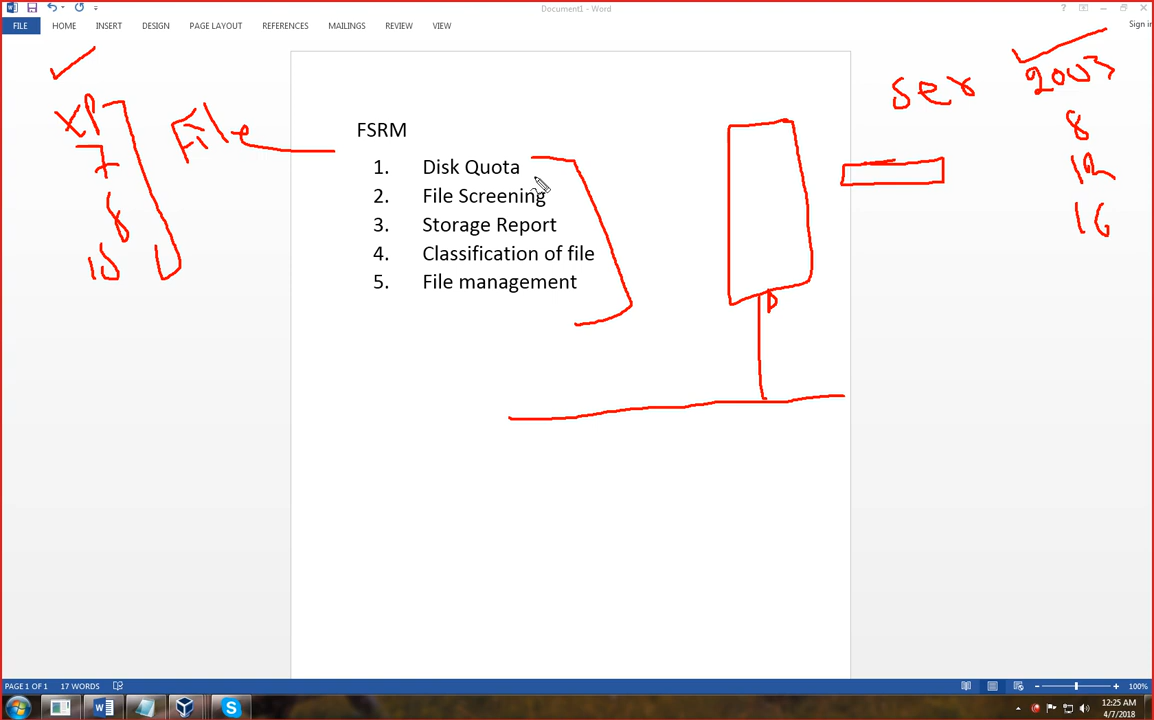 Document1 - Word
?
FILE HOME INSERT DESIGN PAGE LAYOUT REFERENCES MAILINGS REVIEW VIEW
Sign in
XP
7
8
10
File
FSRM
1. Disk Quota
2. File Screening
3. Storage Report
4. Classification of file
5. File management
ser
2003
8
12
16
PAGE 1 OF 1 17 WORDS
100%
12:25 AM
4/7/2018